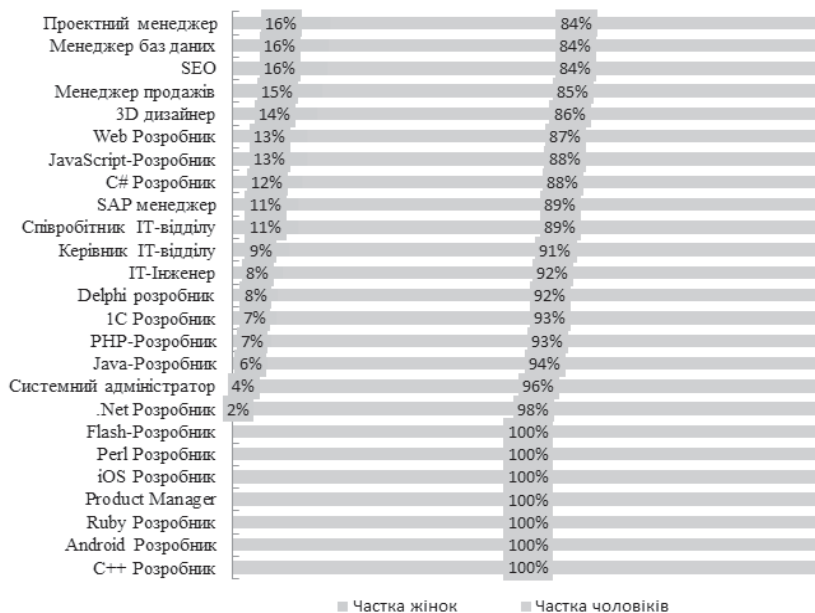 Проектний менеджер 16% 84%
Менеджер баз даних 16% 84%
SEO 16% 84%
Менеджер продажів 15% 85%
3D дизайнер 14% 86%
Web Розробник 13% 87%
JavaScript-Розробник 13% 88%
C# Розробник 12% 88%
SAP менеджер 11% 89%
Співробітник ІТ-відділу 11% 89%
Керівник ІТ-відділу 9% 91%
ІТ-Інженер 8% 92%
Delphi розробник 8% 92%
1C Розробник 7% 93%
PHP-Розробник 7% 93%
Java-Розробник 6% 94%
Системний адміністратор 4% 96%
.Net Розробник 2% 98%
Flash-Розробник 100%
Perl Розробник 100%
iOS Розробник 100%
Product Manager 100%
Ruby Розробник 100%
Android Розробник 100%
C++ Розробник 100%
Частка жінок Частка чоловіків